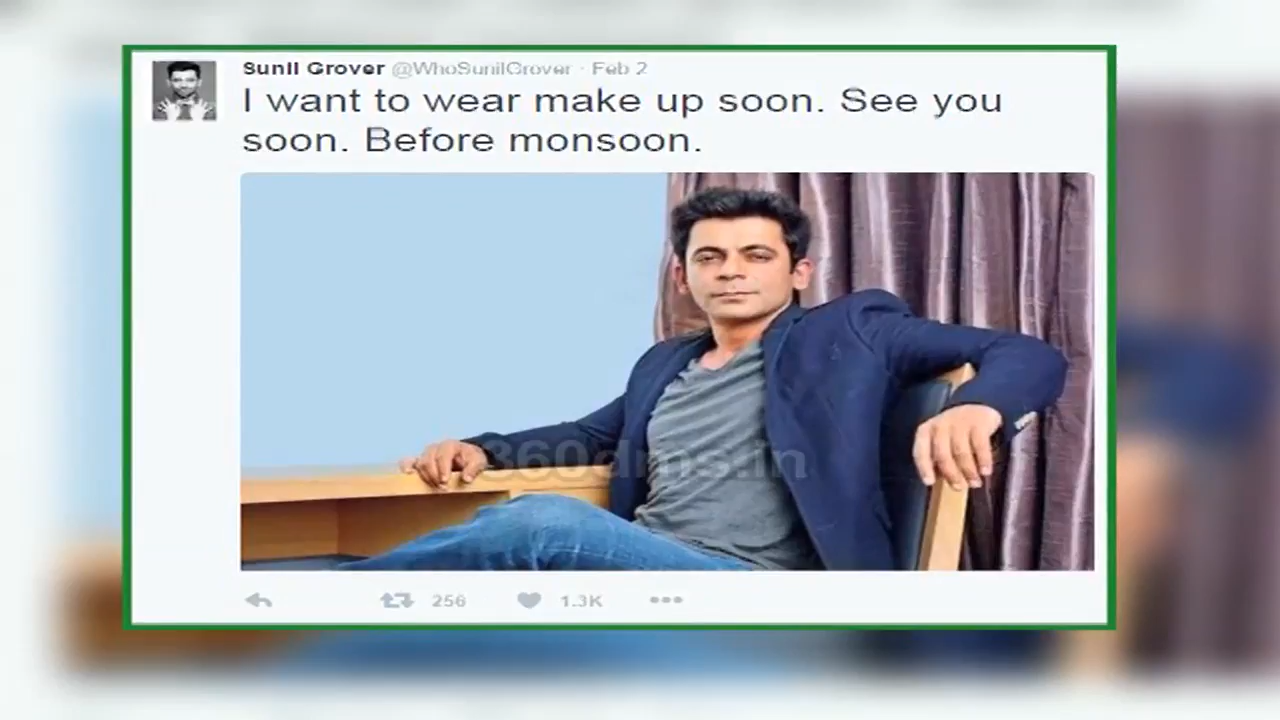 Sunil Grover @WhoSunilGrover · Feb 2
I want to wear make up soon. See you
soon. Before monsoon.
360dms.in
256 1.3K